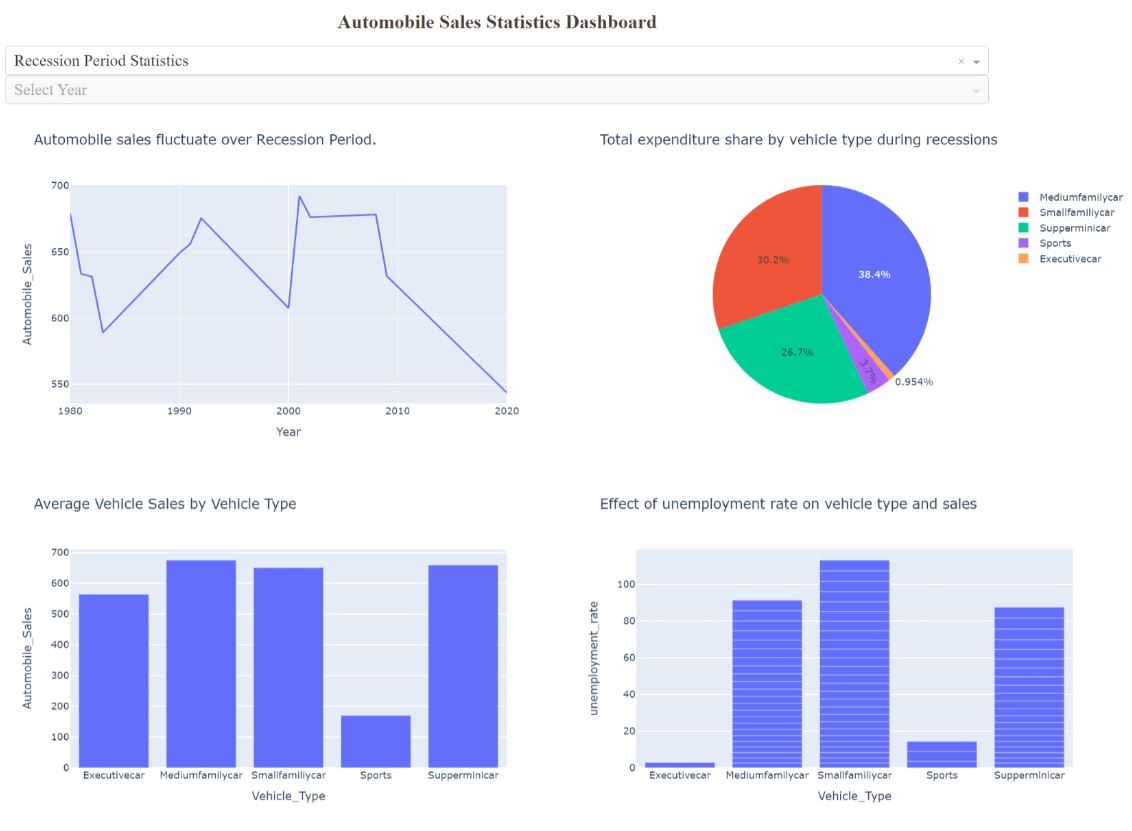 Automobile Sales Statistics Dashboard
Recession Period Statistics
×
Select Year
Automobile sales fluctuate over Recession Period.
Automobile_Sales
700
650
600
550
1980 1990 2000 2010 2020
Year
Total expenditure share by vehicle type during recessions
38.4%
30.2%
26.7%
3.7%
0.954%
Mediumfamilycar
Smallfamiliycar
Supperminicar
Sports
Executivecar
Average Vehicle Sales by Vehicle Type
Automobile_Sales
700
600
500
400
300
200
100
0
Executivecar Mediumfamilycar Smallfamiliycar Sports Supperminicar
Vehicle_Type
Effect of unemployment rate on vehicle type and sales
unemployment_rate
100
80
60
40
20
0
Executivecar Mediumfamilycar Smallfamiliycar Sports Supperminicar
Vehicle_Type